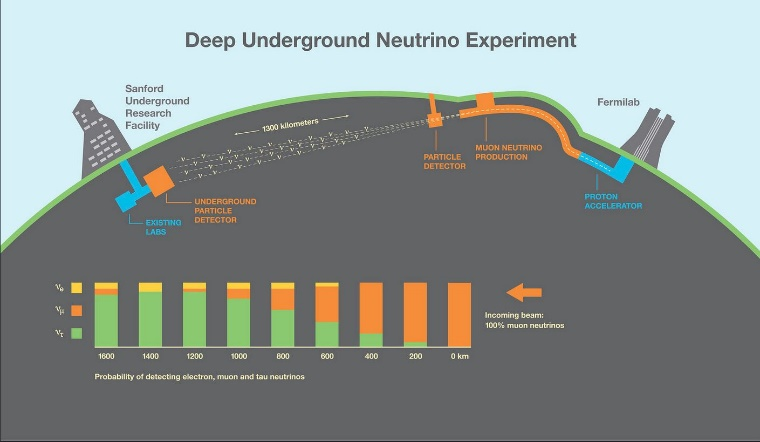 Deep Underground Neutrino Experiment
Sanford
Underground
Research
Facility
Fermilab
1300 kilometers
PARTICLE
DETECTOR
MUON NEUTRINO
PRODUCTION
PROTON
ACCELERATOR
UNDERGROUND
PARTICLE
DETECTOR
EXISTING
LABS
νe
νμ
ντ
1600 1400 1200 1000 800 600 400 200 0 km
Incoming beam:
100% muon neutrinos
Probability of detecting electron, muon and tau neutrinos